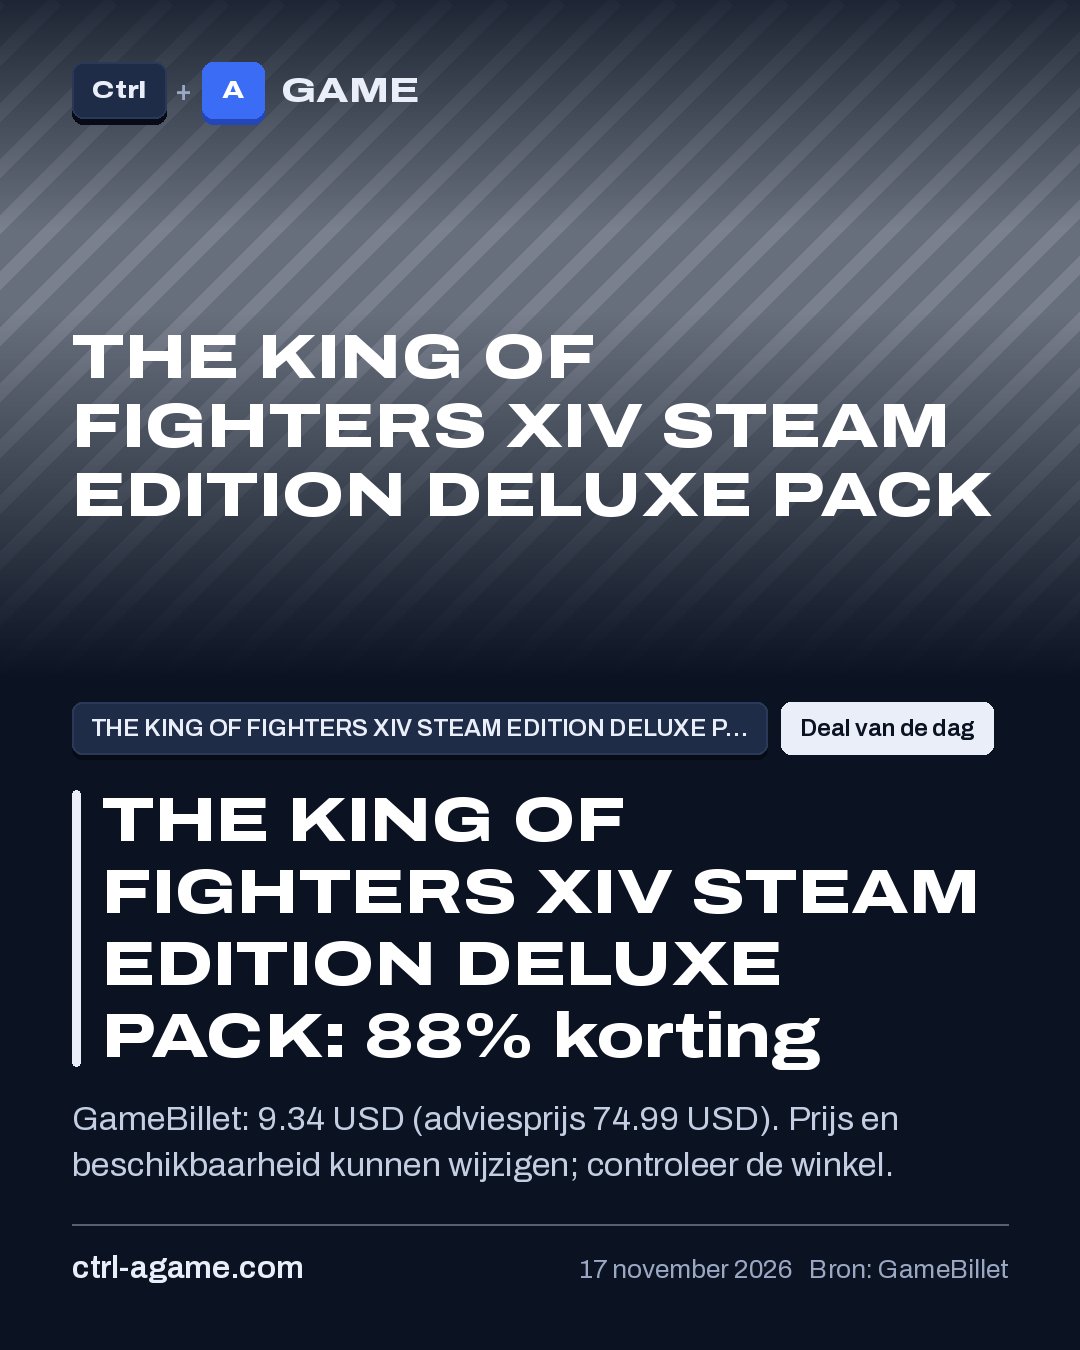 Ctrl + A GAME
THE KING OF
FIGHTERS XIV STEAM
EDITION DELUXE PACK
THE KING OF FIGHTERS XIV STEAM EDITION DELUXE P... Deal van de dag
THE KING OF
FIGHTERS XIV STEAM
EDITION DELUXE
PACK: 88% korting
GameBillet: 9.34 USD (adviesprijs 74.99 USD). Prijs en
beschikbaarheid kunnen wijzigen; controleer de winkel.
ctrl-agame.com 17 november 2026 Bron: GameBillet